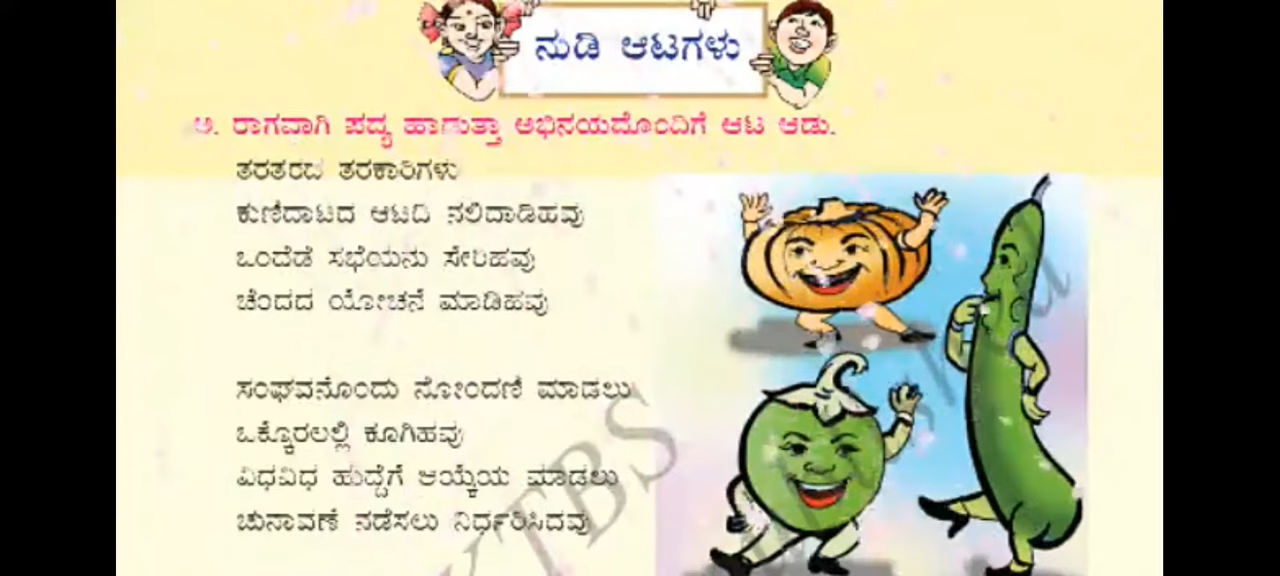 ನುಡಿ ಆಟಗಳು
ಅ. ರಾಗವಾಗಿ ಪದ್ಯ ಹಾಡುತ್ತಾ ಅಭಿನಯದೊಂದಿಗೆ ಆಟ ಆಡು.
ತರತರದ ತರಕಾರಿಗಳು
ಕುಣಿದಾಟದ ಆಟದಿ ನಲಿದಾಡಿಹವು
ಒಂದೆಡೆ ಸಭೆಯನು ಸೇರಿಹವು
ಚೆಂದದ ಯೋಚನೆ ಮಾಡಿಹವು
ಸಂಘವನೊಂದು ನೋಂದಣಿ ಮಾಡಲು
ಒಕ್ಕೊರಲಲ್ಲಿ ಕೂಗಿಹವು
ವಿಧವಿಧ ಹುದ್ದೆಗೆ ಆಯ್ಕೆಯ ಮಾಡಲು
ಚುನಾವಣೆ ನಡೆಸಲು ನಿರ್ಧರಿಸಿದವು
KTBS